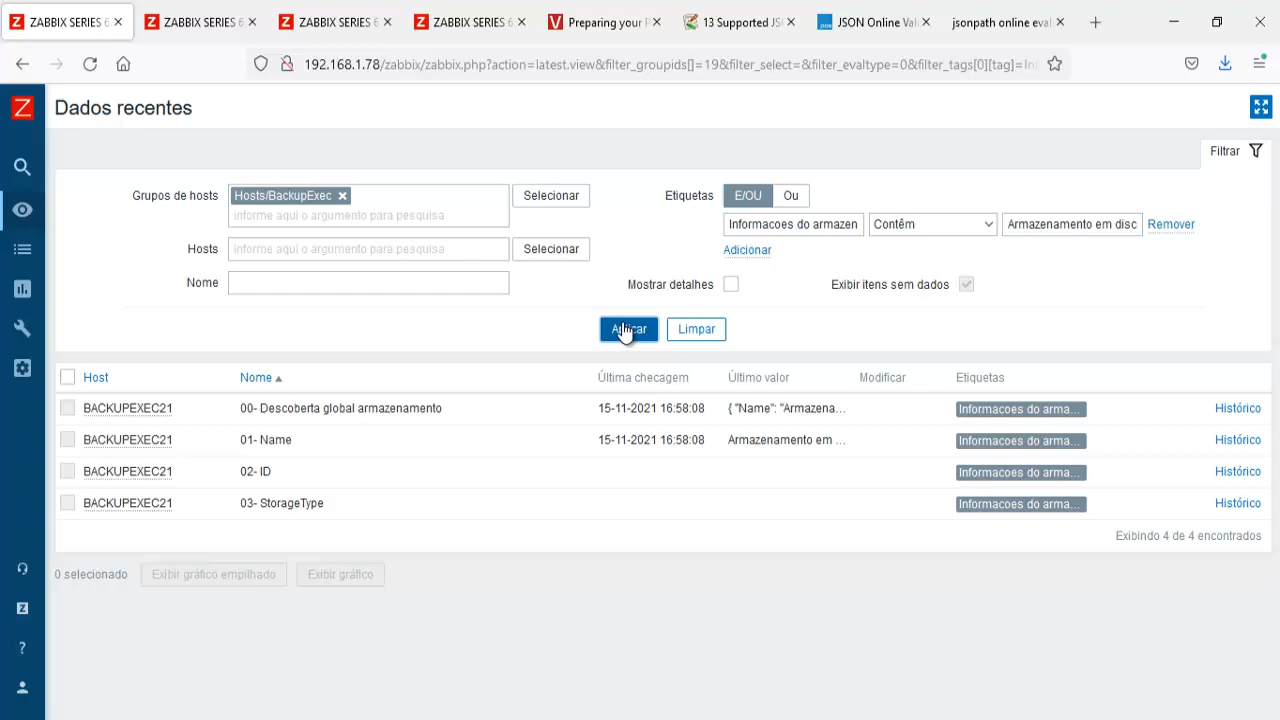 ZABBIX SERIES 6
ZABBIX SERIES 6
ZABBIX SERIES 6
ZABBIX SERIES 6.
Preparing your P
13 Supported JS
JSON Online Vali
jsonpath online eval
192.168.1.78/zabbix/zabbix.php?action=latest.view&filter_groupids[]=19&filter_select=&filter_evaltype=0&filter_tags[0][tag]=In
Z
Dados recentes
Filtrar
Grupos de hosts
Hosts/BackupExec
informe aqui o argumento para pesquisa
Selecionar
Etiquetas
E/OU
Ou
Informacoes do armazen
Contêm
Armazenamento em disc
Remover
Hosts
informe aqui o argumento para pesquisa
Selecionar
Adicionar
Nome
Mostrar detalhes
Exibir itens sem dados
Aplicar
Limpar
Host
Nome
Última checagem
Último valor
Modificar
Etiquetas
BACKUPEXEC21
00- Descoberta global armazenamento
15-11-2021 16:58:08
{ "Name": "Armazena...
Informacoes do arma...
Histórico
BACKUPEXEC21
01- Name
15-11-2021 16:58:08
Armazenamento em ...
Informacoes do arma...
Histórico
BACKUPEXEC21
02- ID
Informacoes do arma...
Histórico
BACKUPEXEC21
03- StorageType
Informacoes do arma...
Histórico
Exibindo 4 de 4 encontrados
0 selecionado
Exibir gráfico empilhado
Exibir gráfico
Z
?